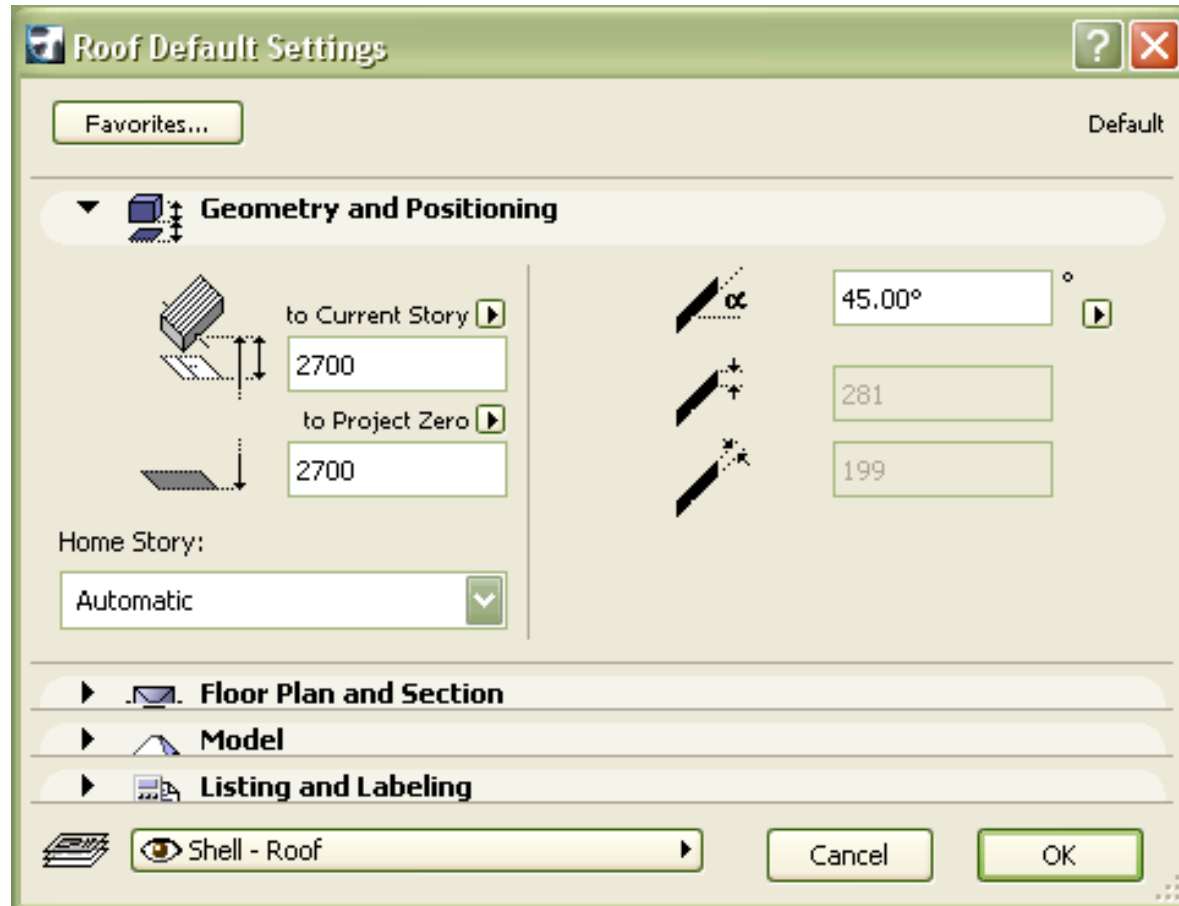 Roof Default Settings
?
Favorites...
Default
Geometry and Positioning
to Current Story
2700
to Project Zero
2700
Home Story:
Automatic
α
45.00°
°
281
199
Floor Plan and Section
Model
Listing and Labeling
Shell - Roof
Cancel
OK